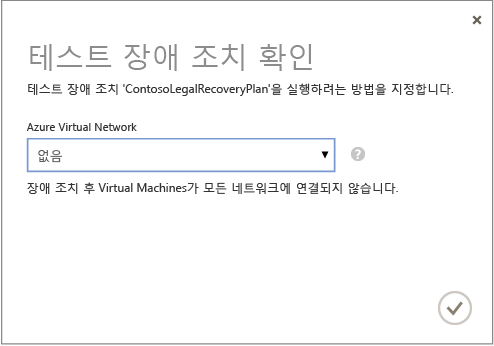 테스트 장애 조치 확인
테스트 장애 조치 'ContosoLegalRecoveryPlan'을 실행하려는 방법을 지정합니다.
Azure Virtual Network
없음
장애 조치 후 Virtual Machines가 모든 네트워크에 연결되지 않습니다.